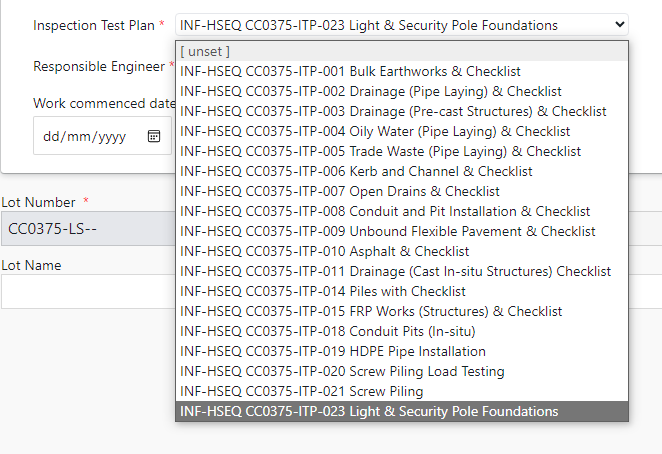 Inspection Test Plan * INF-HSEQ CC0375-ITP-023 Light & Security Pole Foundations
[ unset ]
Responsible Engineer *
INF-HSEQ CC0375-ITP-001 Bulk Earthworks & Checklist
INF-HSEQ CC0375-ITP-002 Drainage (Pipe Laying) & Checklist
Work commenced date
INF-HSEQ CC0375-ITP-003 Drainage (Pre-cast Structures) & Checklist
dd/mm/yyyy
INF-HSEQ CC0375-ITP-004 Oily Water (Pipe Laying) & Checklist
INF-HSEQ CC0375-ITP-005 Trade Waste (Pipe Laying) & Checklist
INF-HSEQ CC0375-ITP-006 Kerb and Channel & Checklist
INF-HSEQ CC0375-ITP-007 Open Drains & Checklist
Lot Number *
INF-HSEQ CC0375-ITP-008 Conduit and Pit Installation & Checklist
CC0375-LS--
INF-HSEQ CC0375-ITP-009 Unbound Flexible Pavement & Checklist
INF-HSEQ CC0375-ITP-010 Asphalt & Checklist
Lot Name
INF-HSEQ CC0375-ITP-011 Drainage (Cast In-situ Structures) Checklist
INF-HSEQ CC0375-ITP-014 Piles with Checklist
INF-HSEQ CC0375-ITP-015 FRP Works (Structures) & Checklist
INF-HSEQ CC0375-ITP-018 Conduit Pits (In-situ)
INF-HSEQ CC0375-ITP-019 HDPE Pipe Installation
INF-HSEQ CC0375-ITP-020 Screw Piling Load Testing
INF-HSEQ CC0375-ITP-021 Screw Piling
INF-HSEQ CC0375-ITP-023 Light & Security Pole Foundations